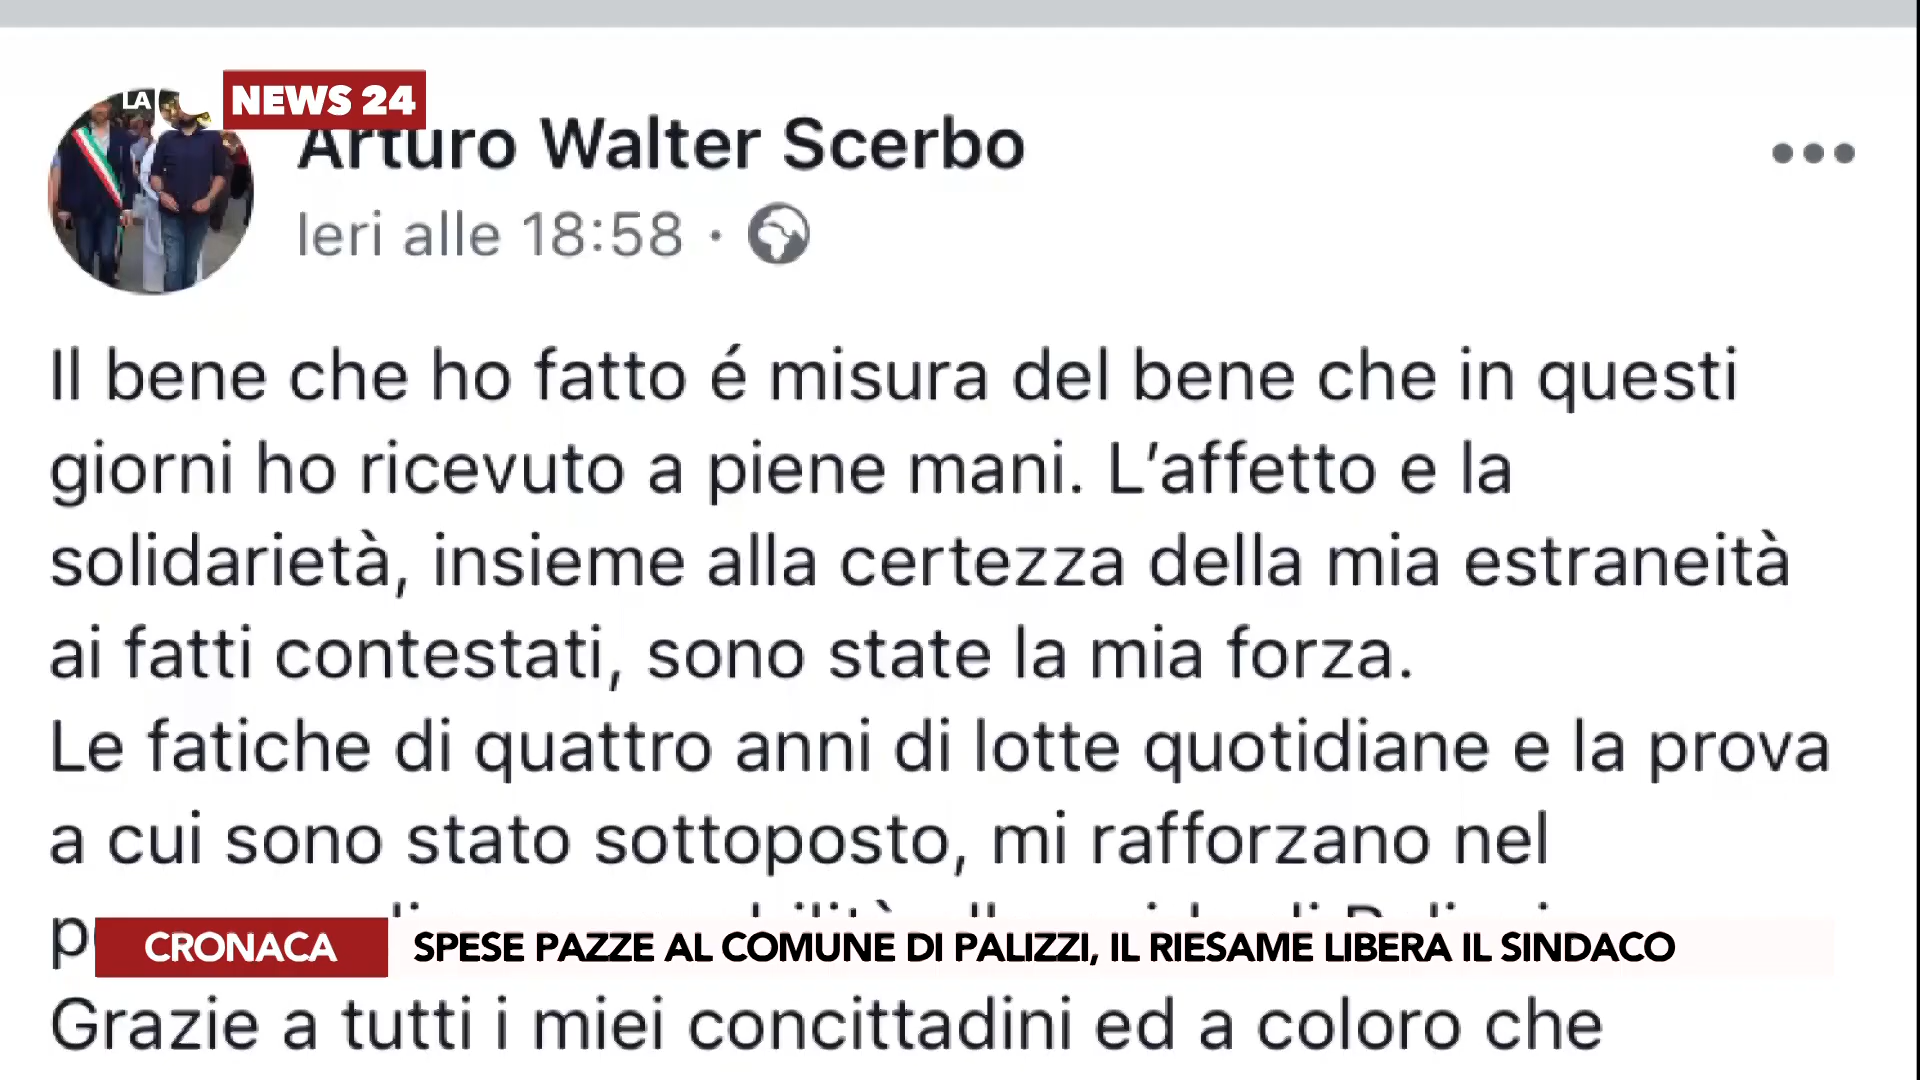 LA C NEWS 24
Arturo Walter Scerbo
Ieri alle 18:58 ·
Il bene che ho fatto é misura del bene che in questi
giorni ho ricevuto a piene mani. L’affetto e la
solidarietà, insieme alla certezza della mia estraneità
ai fatti contestati, sono state la mia forza.
Le fatiche di quattro anni di lotte quotidiane e la prova
a cui sono stato sottoposto, mi rafforzano nel
CRONACA SPESE PAZZE AL COMUNE DI PALIZZI, IL RIESAME LIBERA IL SINDACO
Grazie a tutti i miei concittadini ed a coloro che